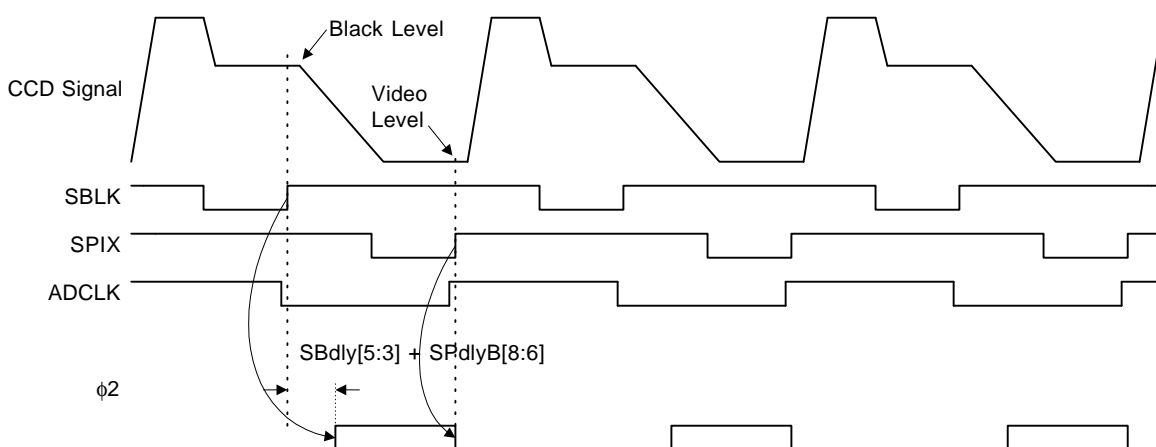 Black Level
CCD Signal
Video
Level
SBLK
SPIX
ADCLK
SBdly[5:3] + SPdlyB[8:6]
ϕ2